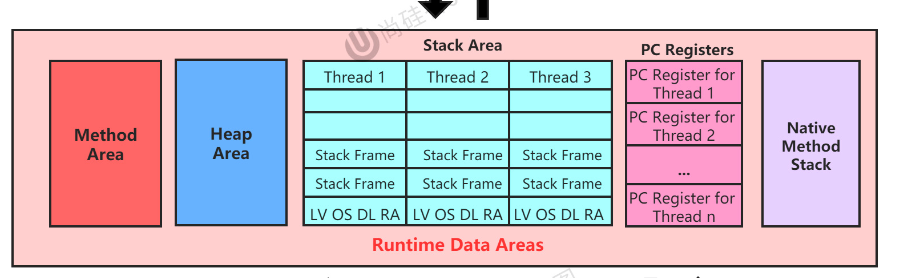 尚硅
Stack Area
PC Registers
Thread 1
Thread 2
Thread 3
PC Register for
Thread 1
PC Register for
Thread 2
...
PC Register for
Thread n
Method
Area
Heap
Area
Stack Frame
Stack Frame
Stack Frame
Stack Frame
Stack Frame
Stack Frame
LV OS DL RA
LV OS DL RA
LV OS DL RA
Native
Method
Stack
Runtime Data Areas